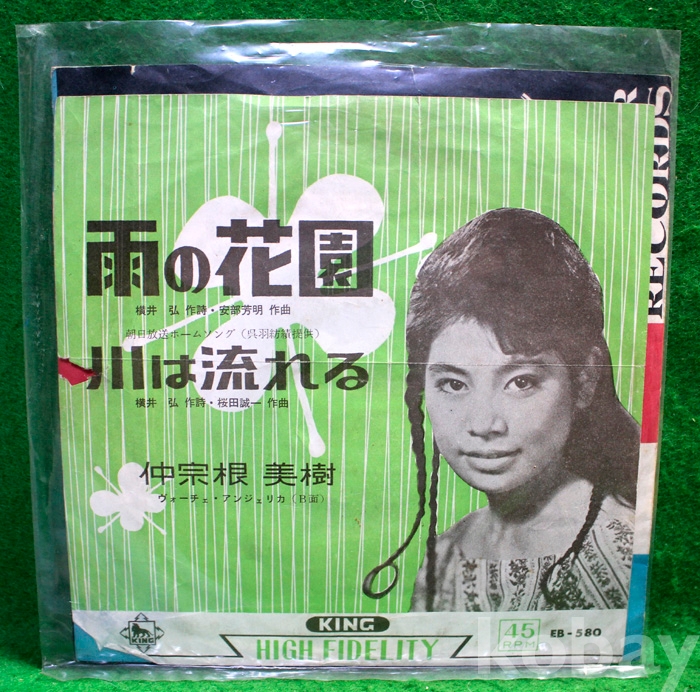 雨の花園
横井 弘 作詩・安部芳明 作曲
朝日放送ホームソング(呉羽紡績提供)
川は流れる
横井 弘 作詩・桜田誠一 作曲
仲宗根 美樹
ヴォーチェ・アンジェリカ(B面)
KING
KING
HIGH FIDELITY
45
RPM
EB-580
RECORDS
kobay